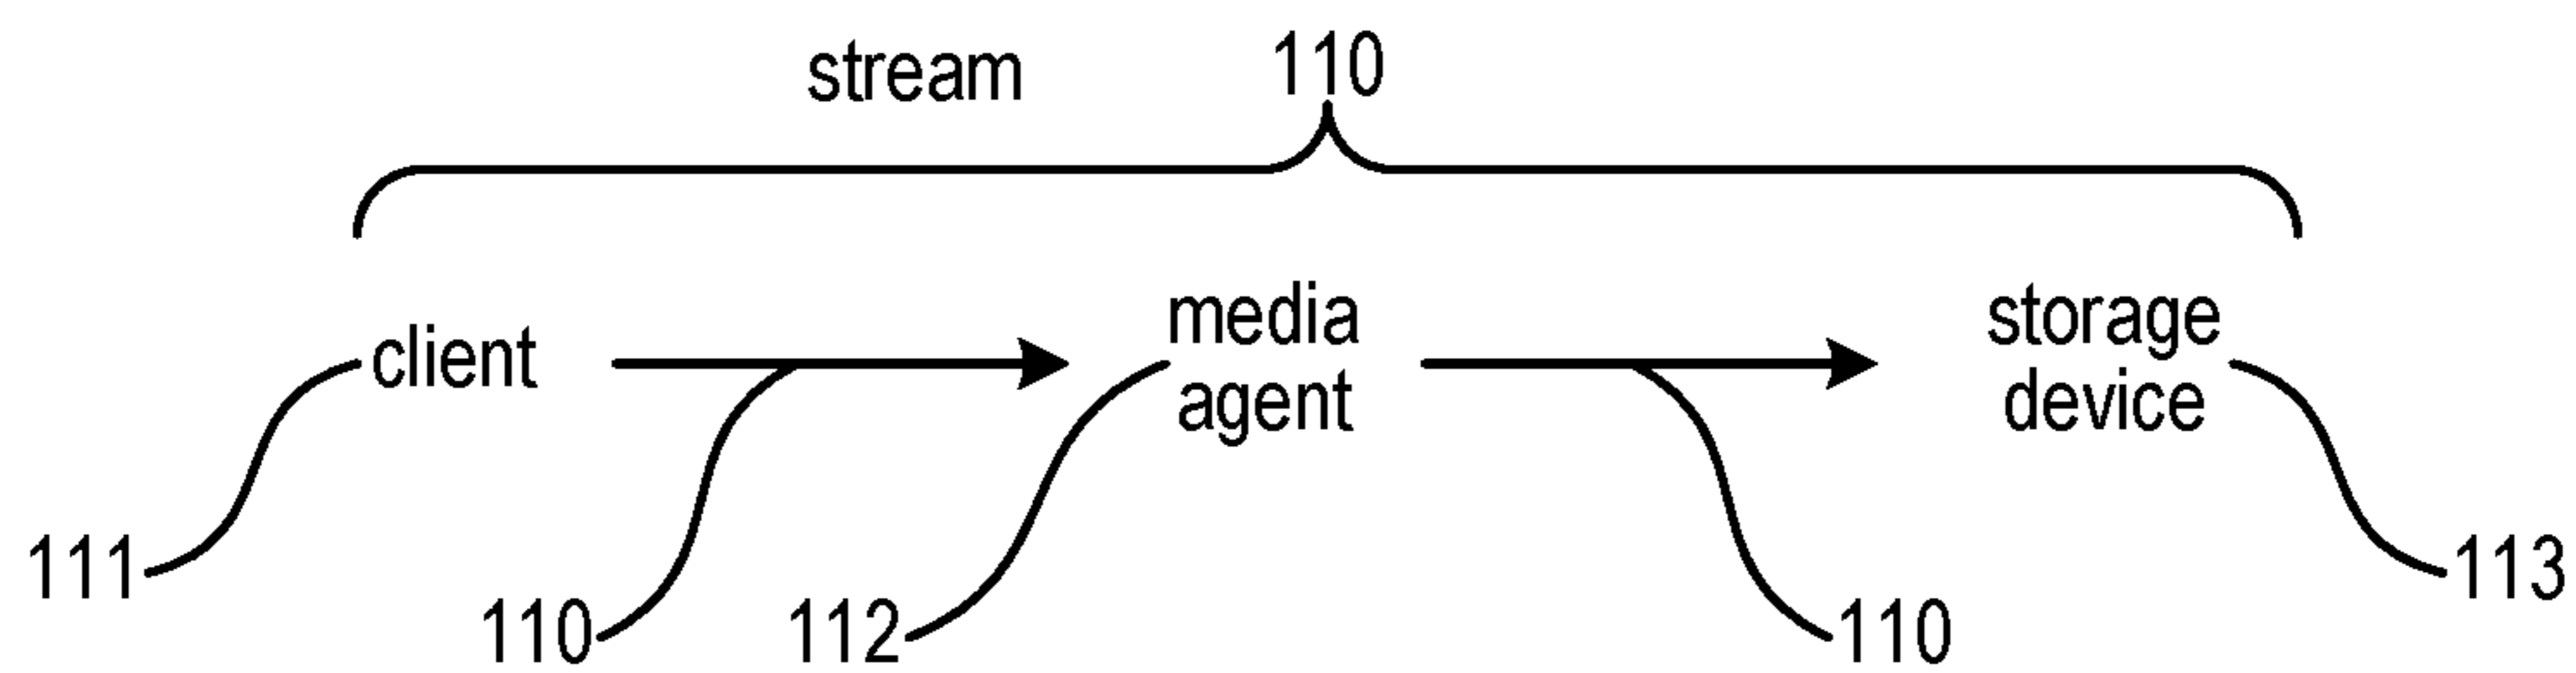 stream 110
client
media
agent
storage
device
111
110
112
110
113